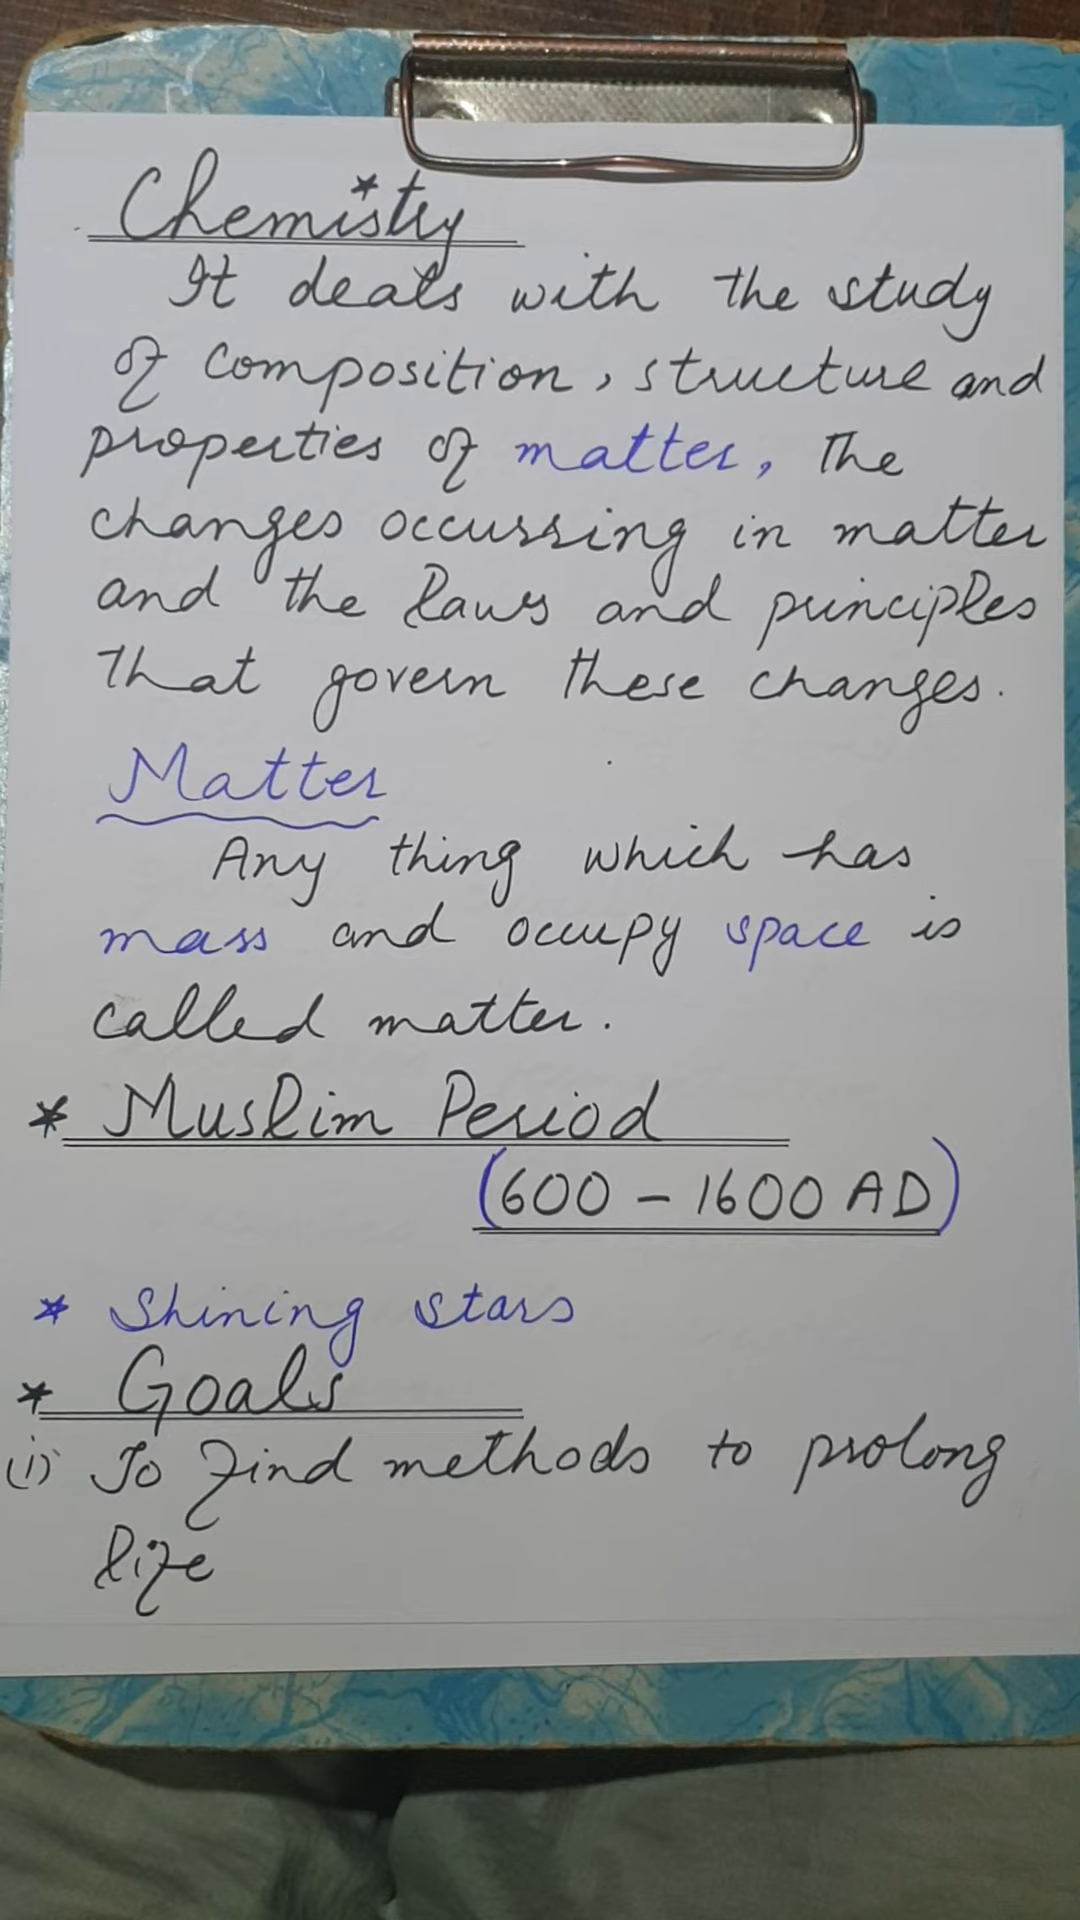 Chemistry
It deals with the study
of composition, structure and
properties of matter, The
changes occurring in matter
and the laws and principles
That govern these changes.
Matter
Any thing which has
mass and occupy space is
called matter.
* Muslim Period
(600 - 1600 AD)
* Shining stars
* Goals
(i) To find methods to prolong
life